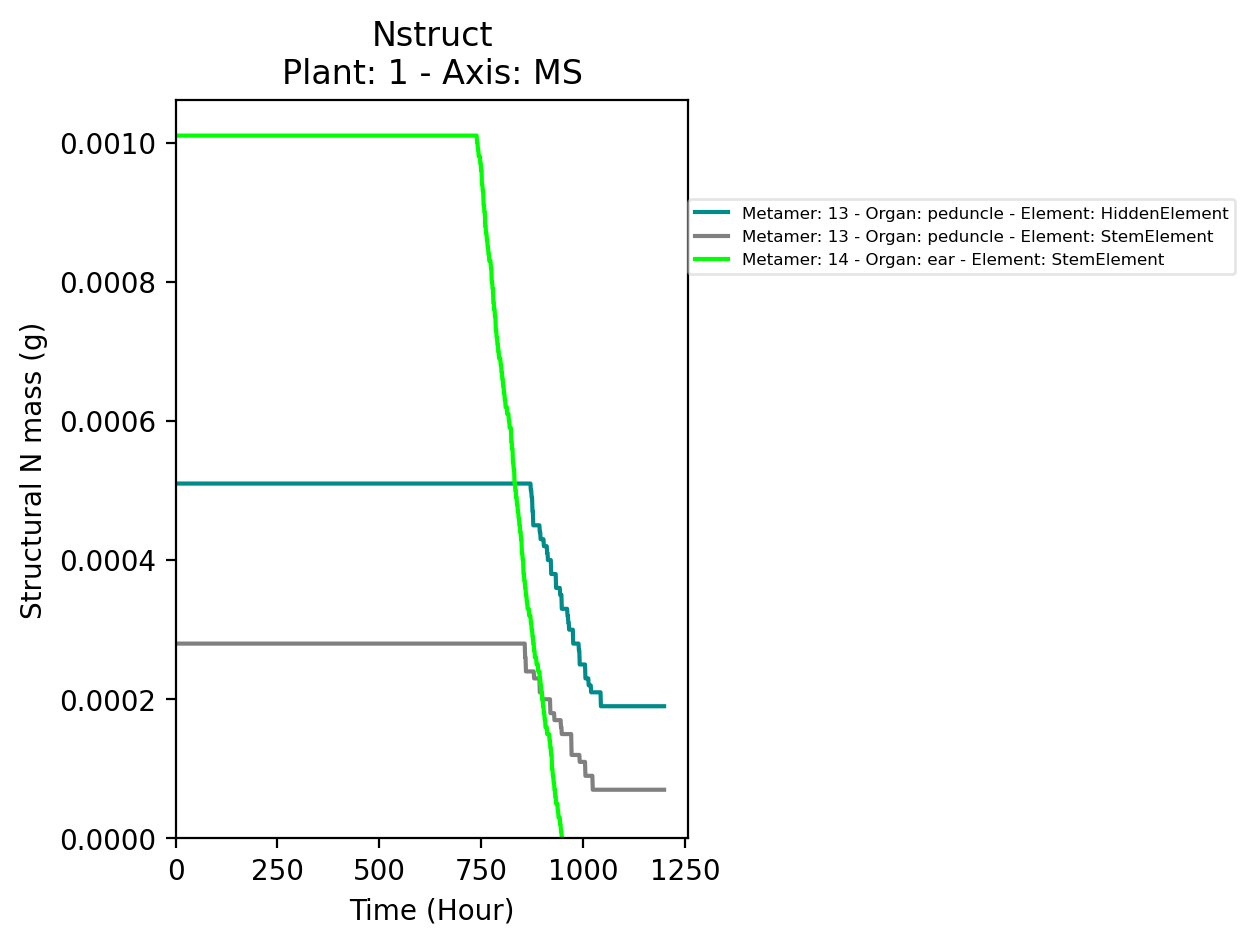 Nstruct
Plant: 1 - Axis: MS
0.0010
0.0008
0.0006
0.0004
0.0002
0.0000
Structural N mass (g)
0 250 500 750 1000 1250
Time (Hour)
Metamer: 13 - Organ: peduncle - Element: HiddenElement
Metamer: 13 - Organ: peduncle - Element: StemElement
Metamer: 14 - Organ: ear - Element: StemElement